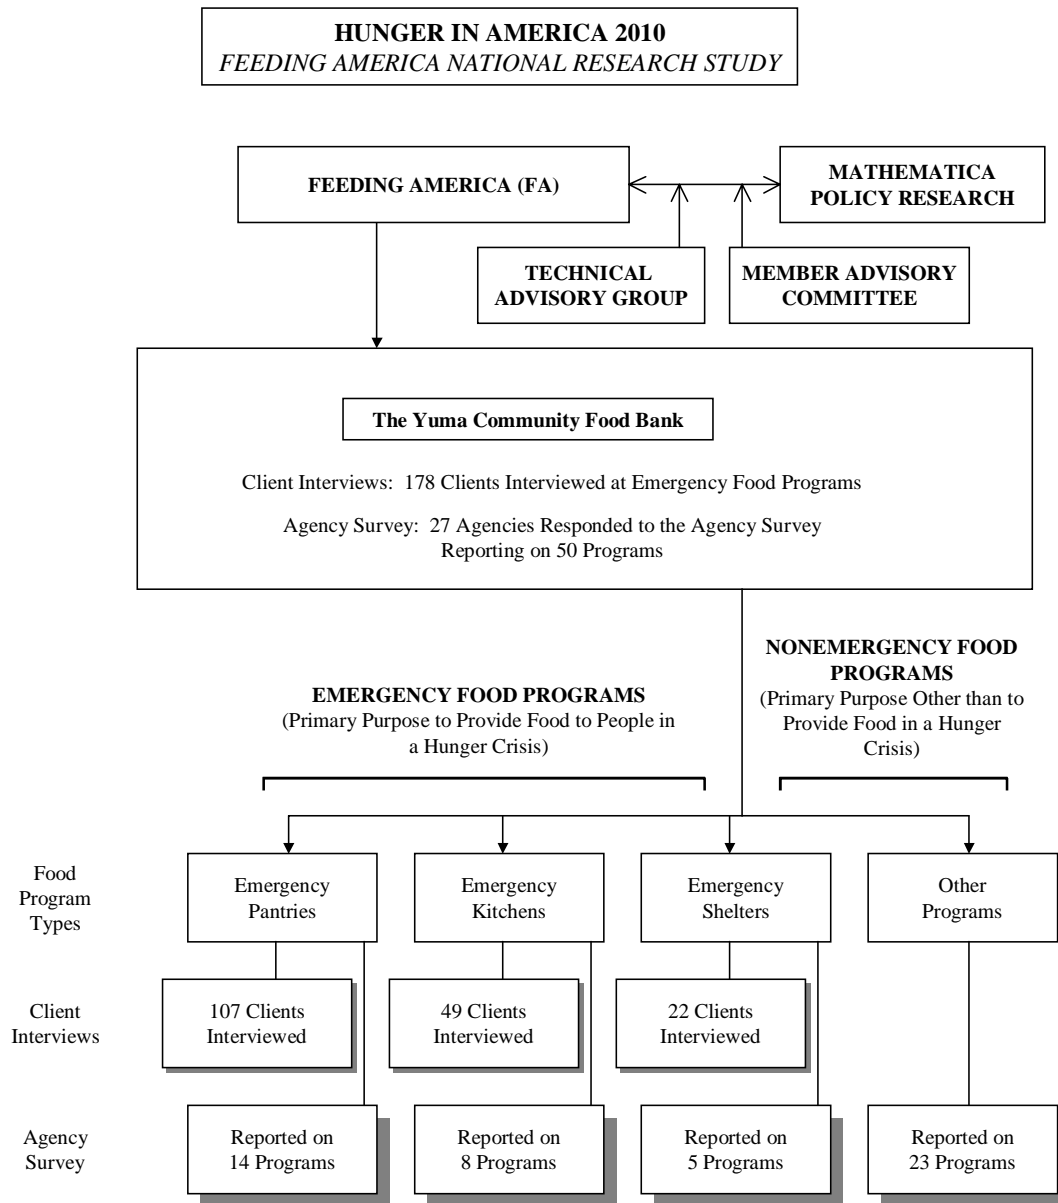 HUNGER IN AMERICA 2010
FEEDING AMERICA NATIONAL RESEARCH STUDY
FEEDING AMERICA (FA)
MATHEMATICA
POLICY RESEARCH
TECHNICAL
ADVISORY GROUP
MEMBER ADVISORY
COMMITTEE
The Yuma Community Food Bank
Client Interviews: 178 Clients Interviewed at Emergency Food Programs
Agency Survey: 27 Agencies Responded to the Agency Survey
Reporting on 50 Programs
EMERGENCY FOOD PROGRAMS
(Primary Purpose to Provide Food to People in
a Hunger Crisis)
NONEMERGENCY FOOD
PROGRAMS
(Primary Purpose Other than to
Provide Food in a Hunger
Crisis)
Food
Program
Types
Emergency
Pantries
Emergency
Kitchens
Emergency
Shelters
Other
Programs
Client
Interviews
107 Clients
Interviewed
49 Clients
Interviewed
22 Clients
Interviewed
Agency
Survey
Reported on
14 Programs
Reported on
8 Programs
Reported on
5 Programs
Reported on
23 Programs